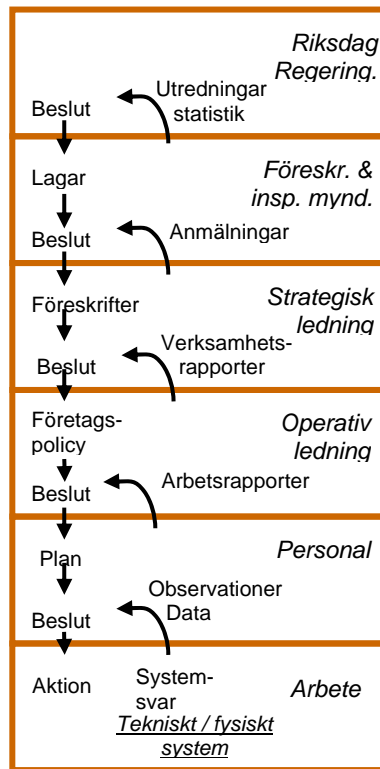 Riksdag
Regering.
Utredningar
statistik
Beslut
Lagar
Föreskr. &
insp. mynd.
Beslut
Anmälningar
Föreskrifter
Strategisk
ledning
Verksamhets-
rapporter
Beslut
Företags-
policy
Operativ
ledning
Beslut
Arbetsrapporter
Plan
Personal
Observationer
Data
Beslut
Aktion
System-
svar
Arbete
Tekniskt / fysiskt
system